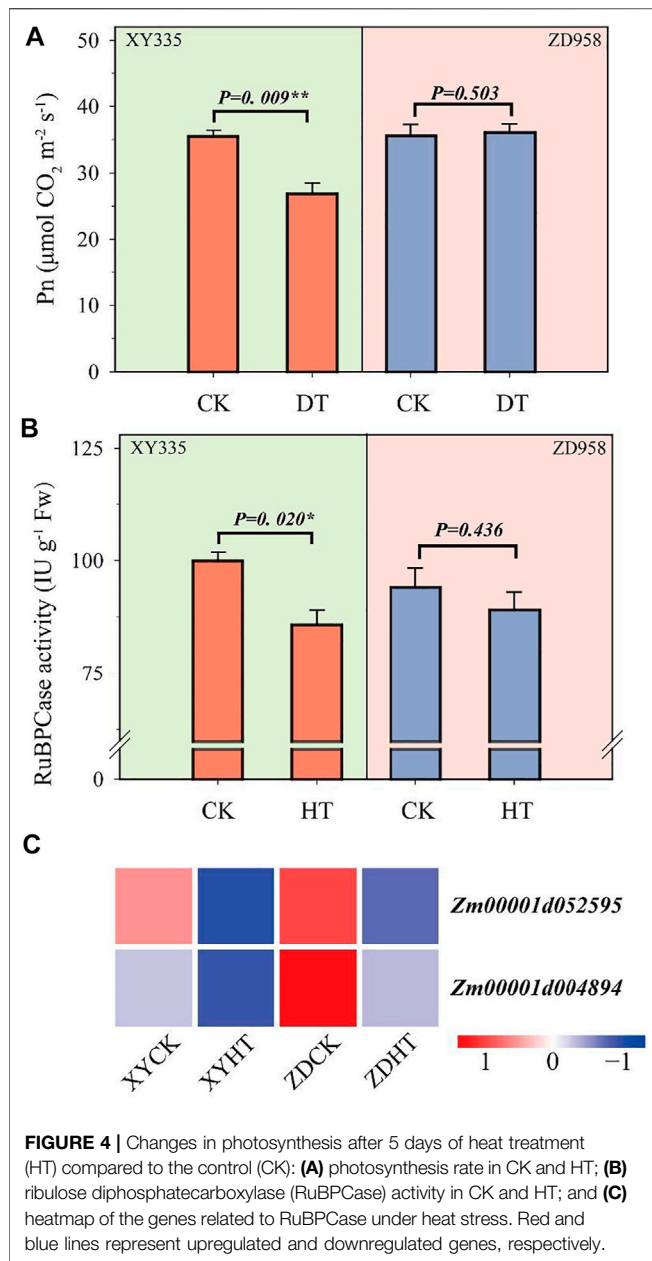 A
XY335
ZD958
50
40
30
20
10
0
Pn (μmol CO2 m-2 s-1)
P=0. 009**
P=0.503
CK
DT
CK
DT
B
XY335
ZD958
125
100
75
0
RuBPCase activity (IU g-1 Fw)
P=0. 020*
P=0.436
CK
HT
CK
HT
C
Zm00001d052595
Zm00001d004894
XYCK
XYHT
ZDCK
ZDHT
1 0 −1
FIGURE 4 | Changes in photosynthesis after 5 days of heat treatment
(HT) compared to the control (CK): (A) photosynthesis rate in CK and HT; (B)
ribulose diphosphatecarboxylase (RuBPCase) activity in CK and HT; and (C)
heatmap of the genes related to RuBPCase under heat stress. Red and
blue lines represent upregulated and downregulated genes, respectively.